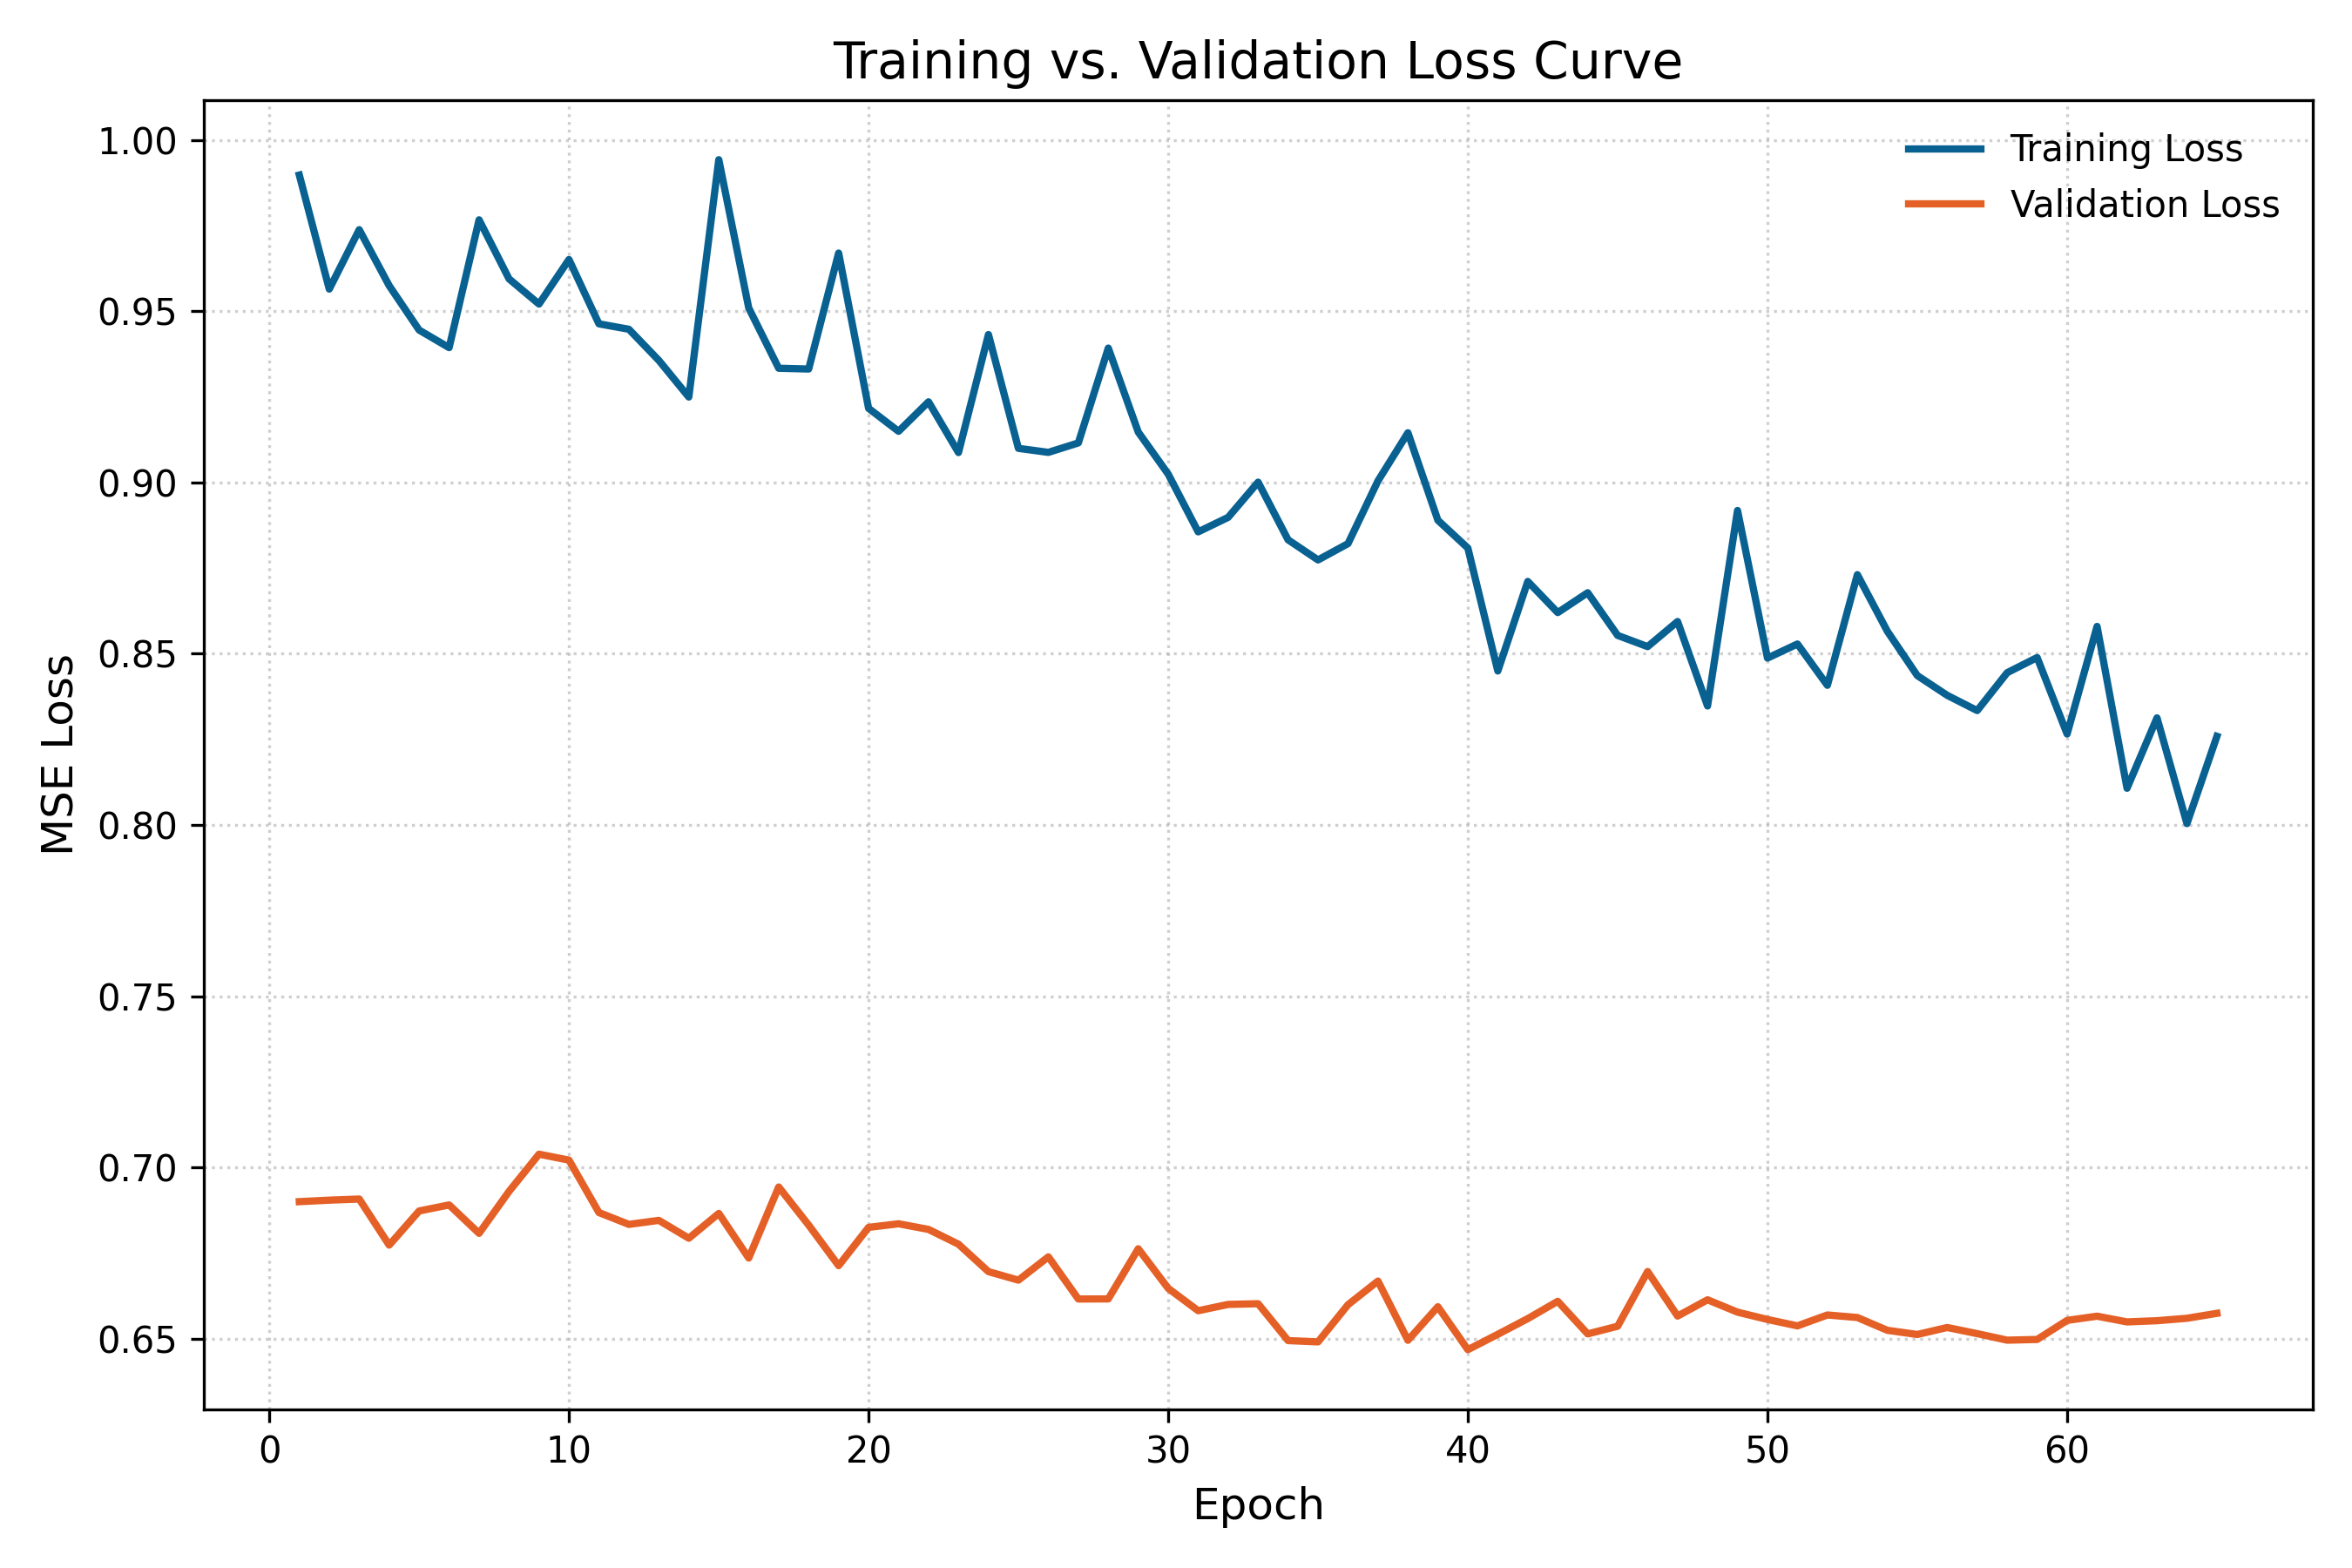 Training vs. Validation Loss Curve
Training Loss
Validation Loss
MSE Loss
1.00
0.95
0.90
0.85
0.80
0.75
0.70
0.65
0 10 20 30 40 50 60
Epoch